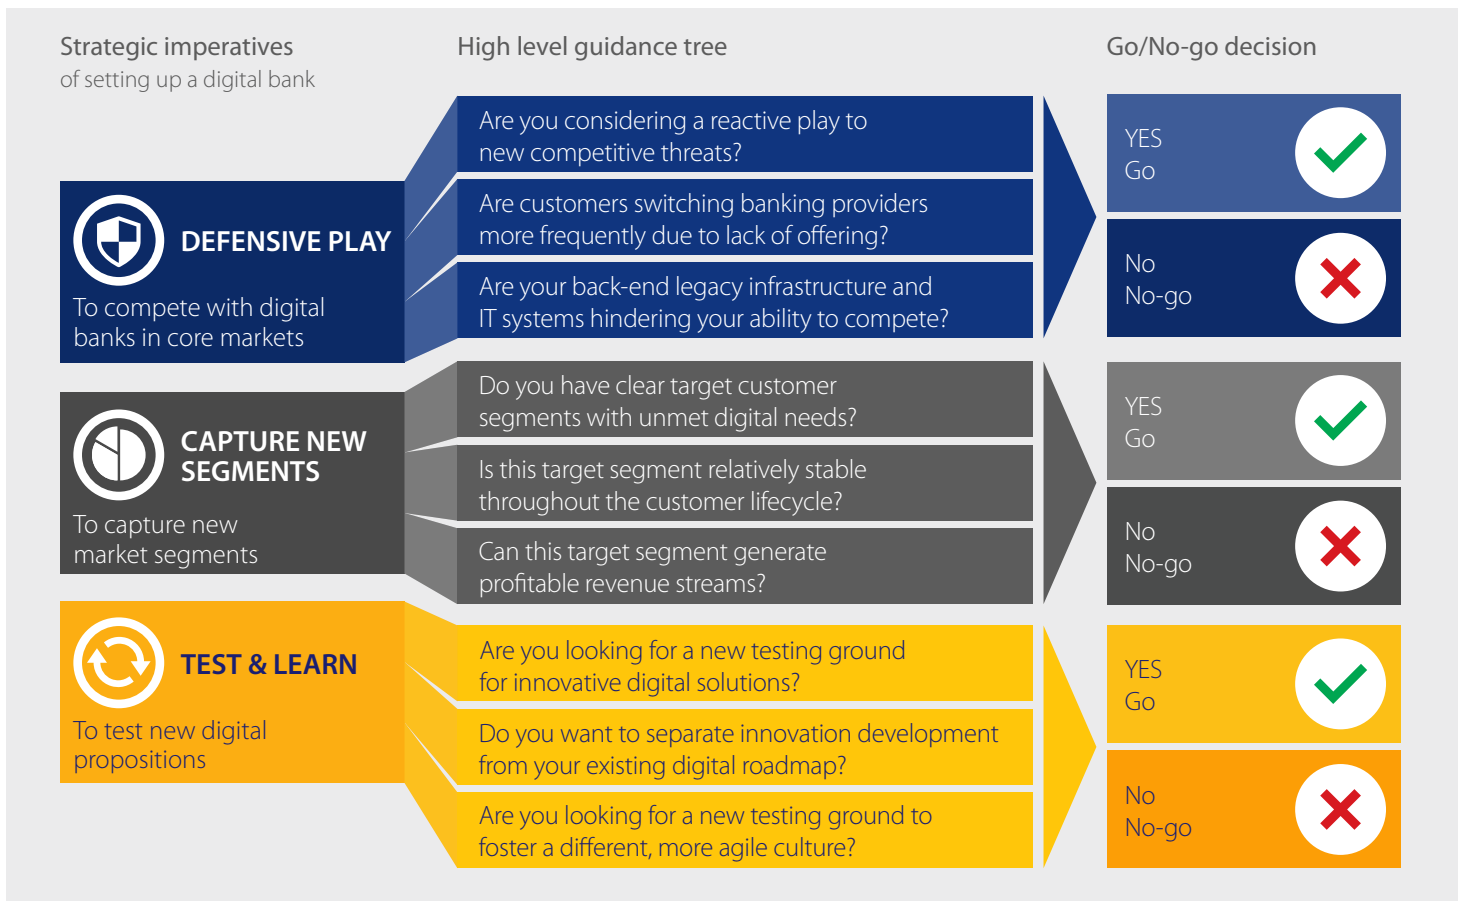 Strategic imperatives
of setting up a digital bank
High level guidance tree
Go/No-go decision
DEFENSIVE PLAY
To compete with digital
banks in core markets
Are you considering a reactive play to
new competitive threats?
Are customers switching banking providers
more frequently due to lack of offering?
Are your back-end legacy infrastructure and
IT systems hindering your ability to compete?
YES
Go
No
No-go
CAPTURE NEW
SEGMENTS
To capture new
market segments
Do you have clear target customer
segments with unmet digital needs?
Is this target segment relatively stable
throughout the customer lifecycle?
Can this target segment generate
profitable revenue streams?
YES
Go
No
No-go
TEST & LEARN
To test new digital
propositions
Are you looking for a new testing ground
for innovative digital solutions?
Do you want to separate innovation development
from your existing digital roadmap?
Are you looking for a new testing ground to
foster a different, more agile culture?
YES
Go
No
No-go